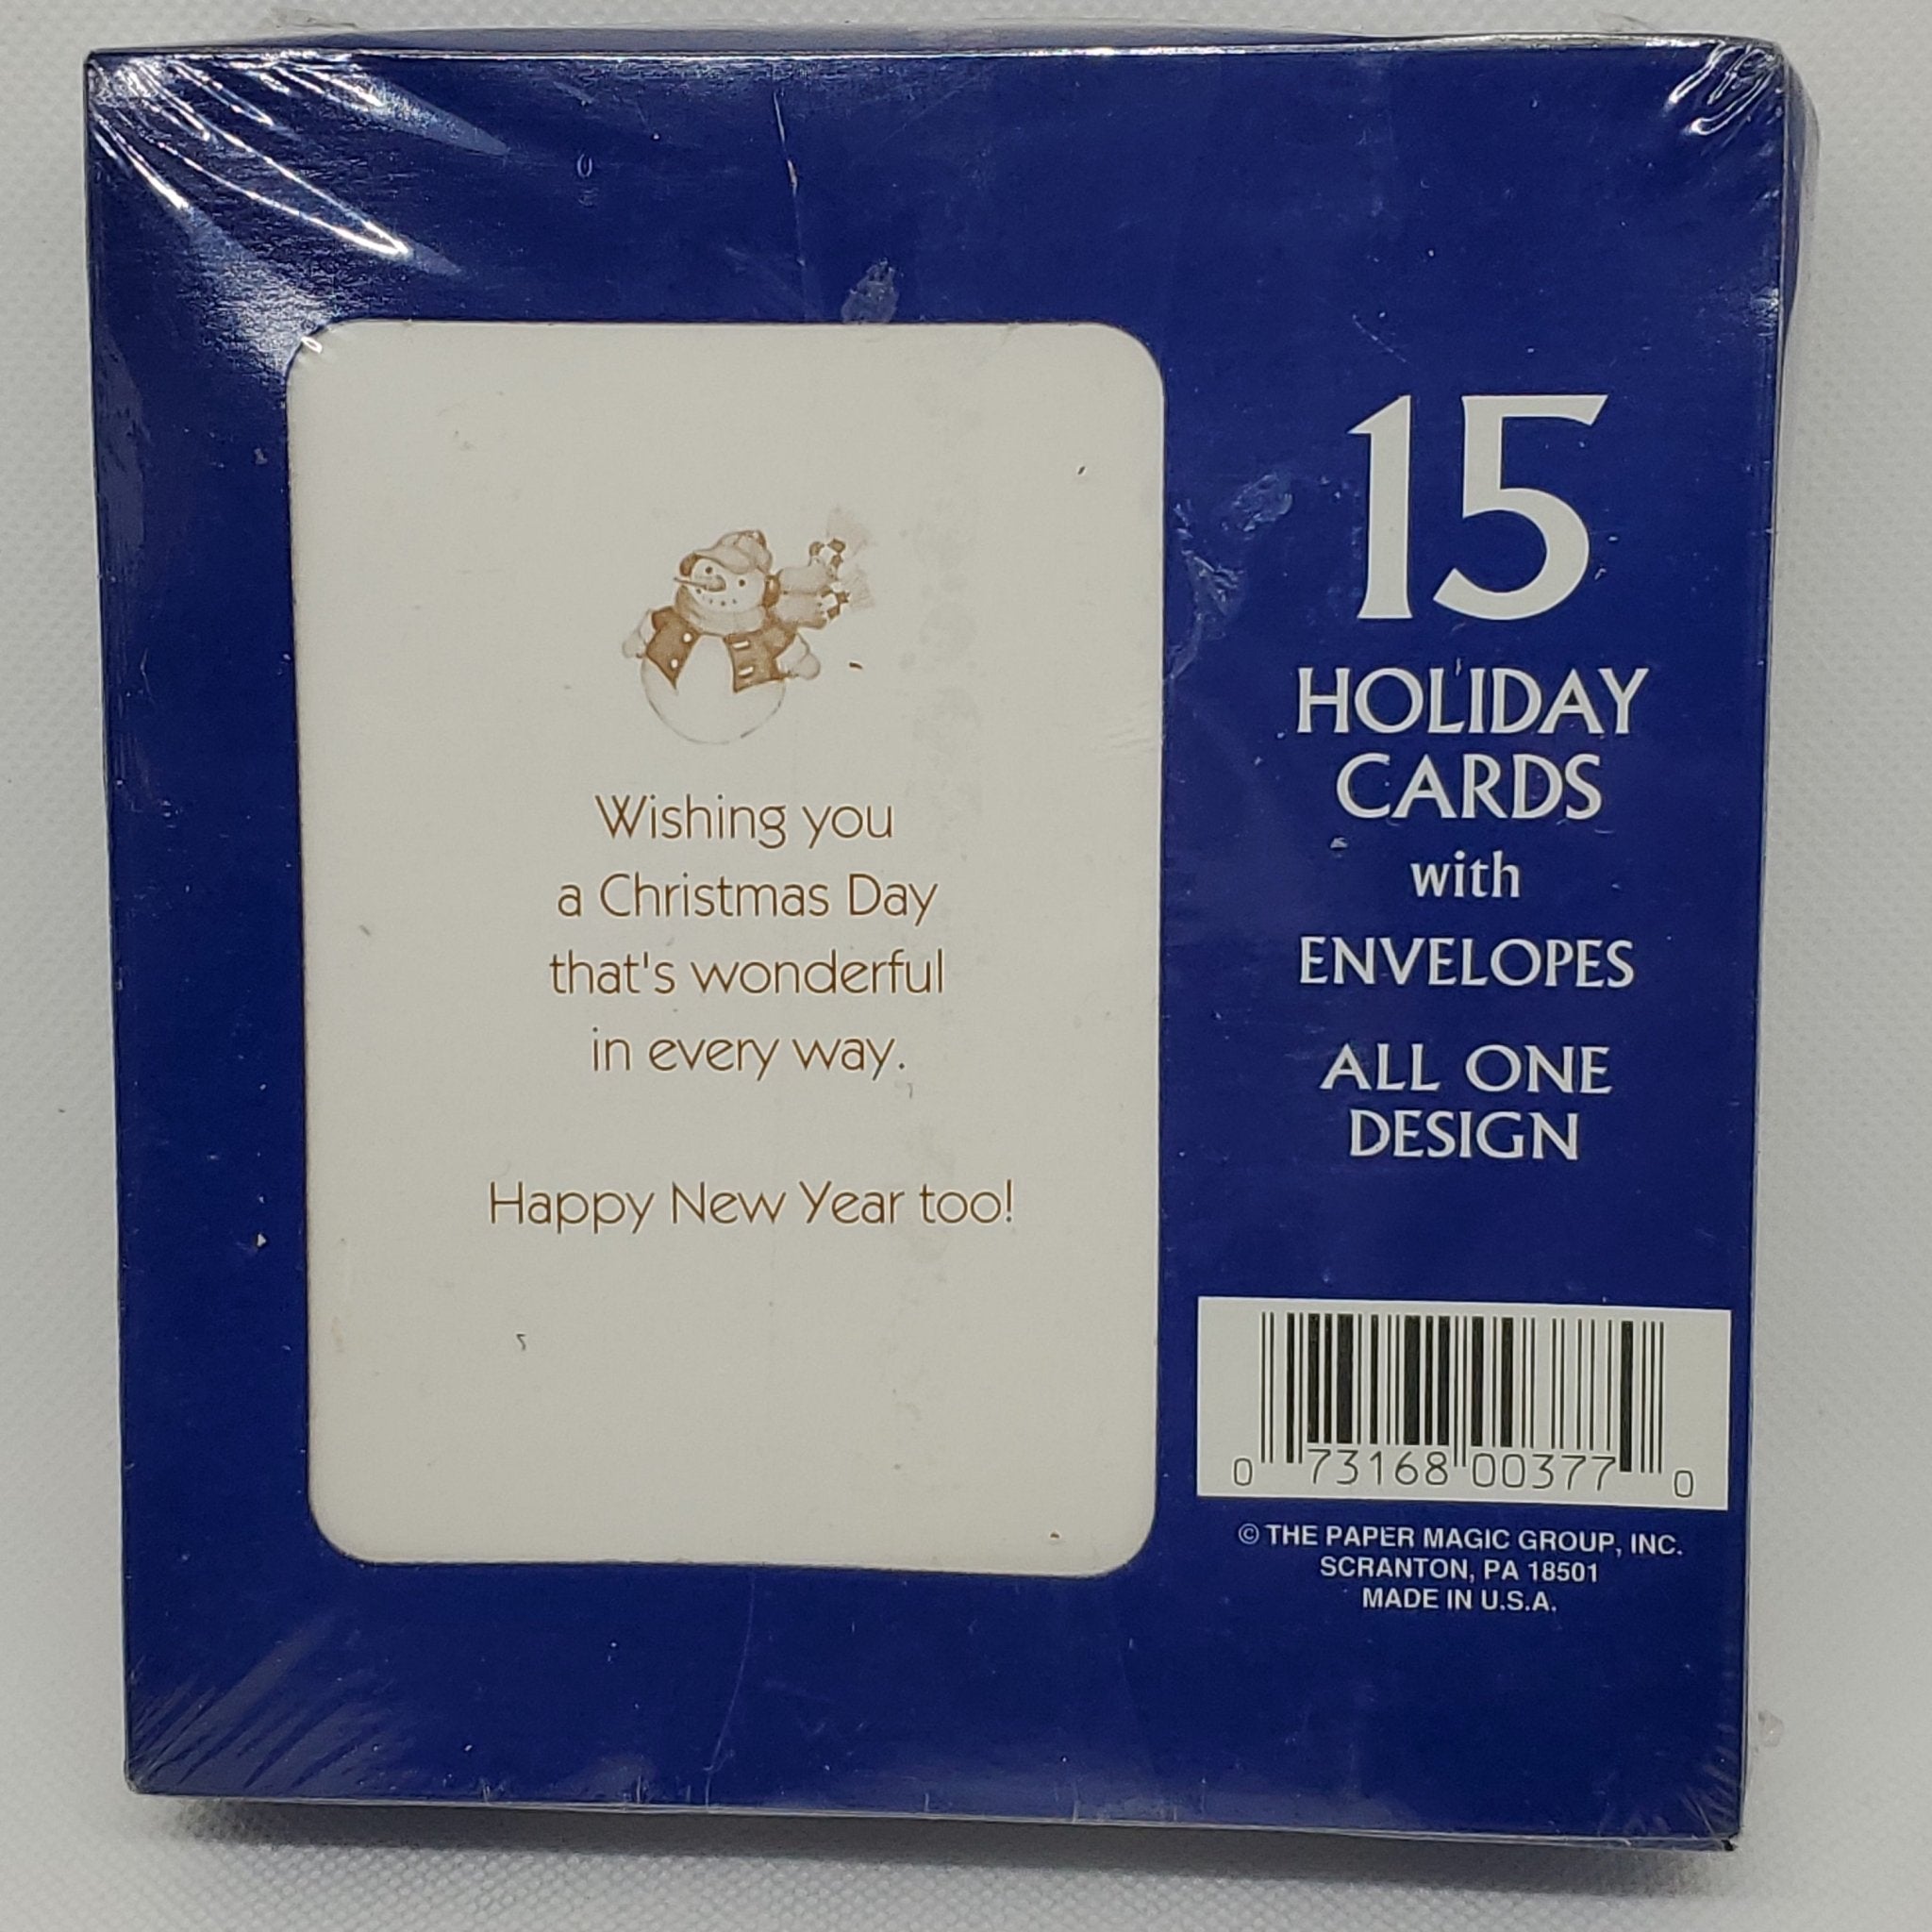 Wishing you
a Christmas Day
that's wonderful
in every way.
Happy New Year too!
15
HOLIDAY
CARDS
with
ENVELOPES
ALL ONE
DESIGN
0 73168 00377 0
© THE PAPER MAGIC GROUP, INC.
SCRANTON, PA 18501
MADE IN U.S.A.